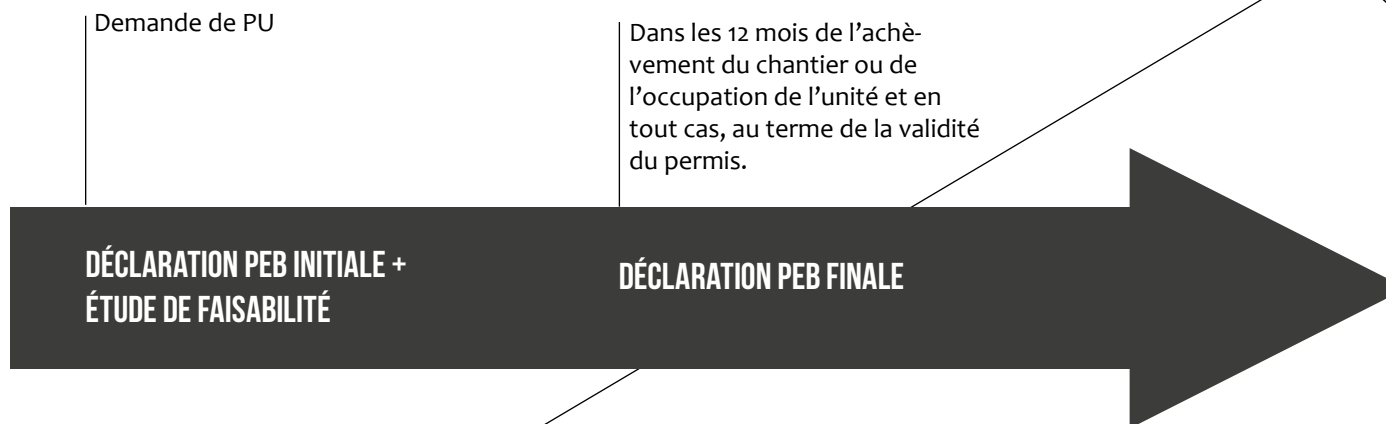 Demande de PU
Dans les 12 mois de l'achè-
vement du chantier ou de
l'occupation de l'unité et en
tout cas, au terme de la validité
du permis.
DÉCLARATION PEB INITIALE +
ÉTUDE DE FAISABILITÉ
DÉCLARATION PEB FINALE